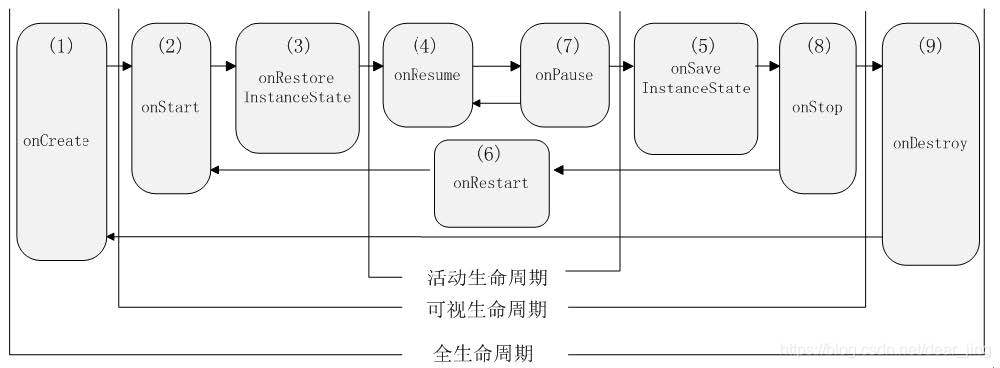 (1)
onCreate
(2)
onStart
(3)
onRestore
InstanceState
(4)
onResume
(7)
onPause
(5)
onSave
InstanceState
(8)
onStop
(9)
onDestroy
(6)
onRestart
活动生命周期
可视生命周期
全生命周期
https://blog.csdn.net/dear_jing